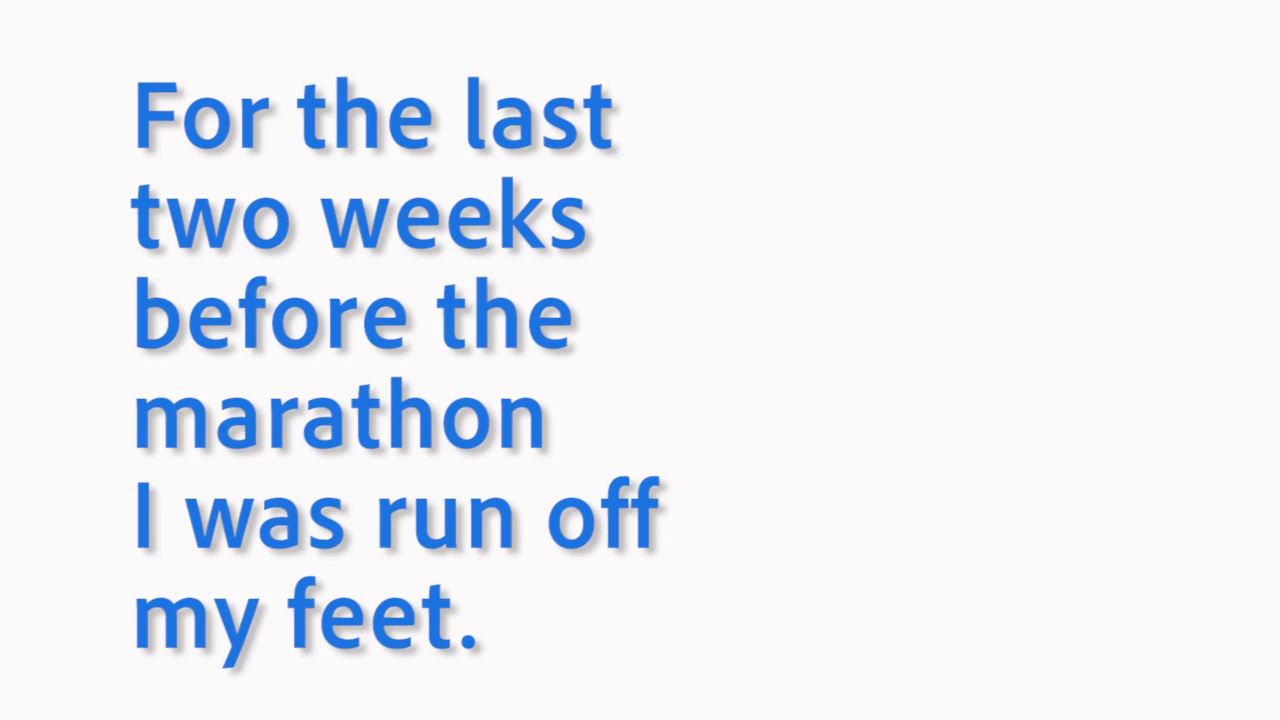 For the last
two weeks
before the
marathon
I was run off
my feet.